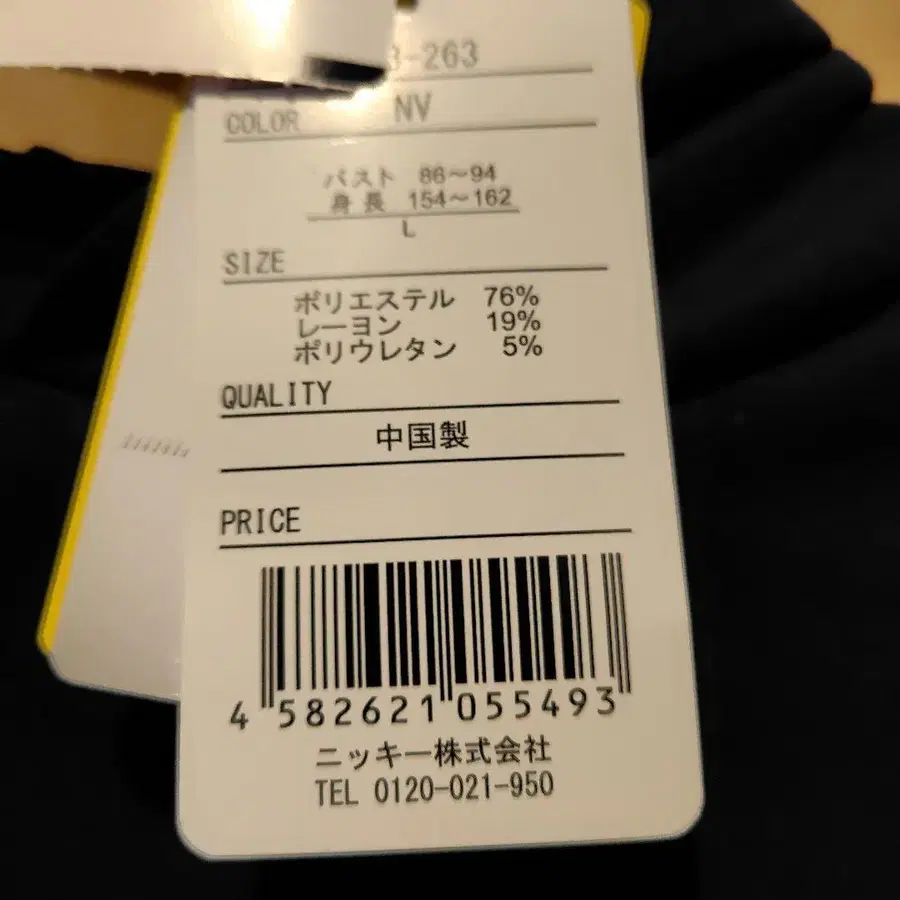 3-263
COLOR NV
バスト 86～94
身長 154～162
L
SIZE
ポリエステル 76%
レーヨン 19%
ポリウレタン 5%
QUALITY
中国製
PRICE
4 582621 055493
ニッキー株式会社
TEL 0120-021-950